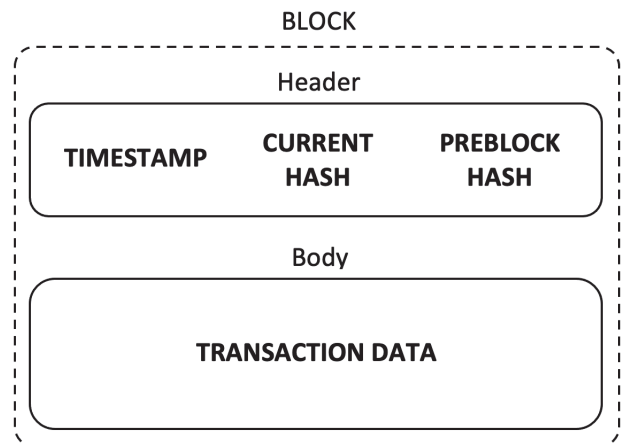 BLOCK
Header
TIMESTAMP
CURRENT
HASH
PREBLOCK
HASH
Body
TRANSACTION DATA